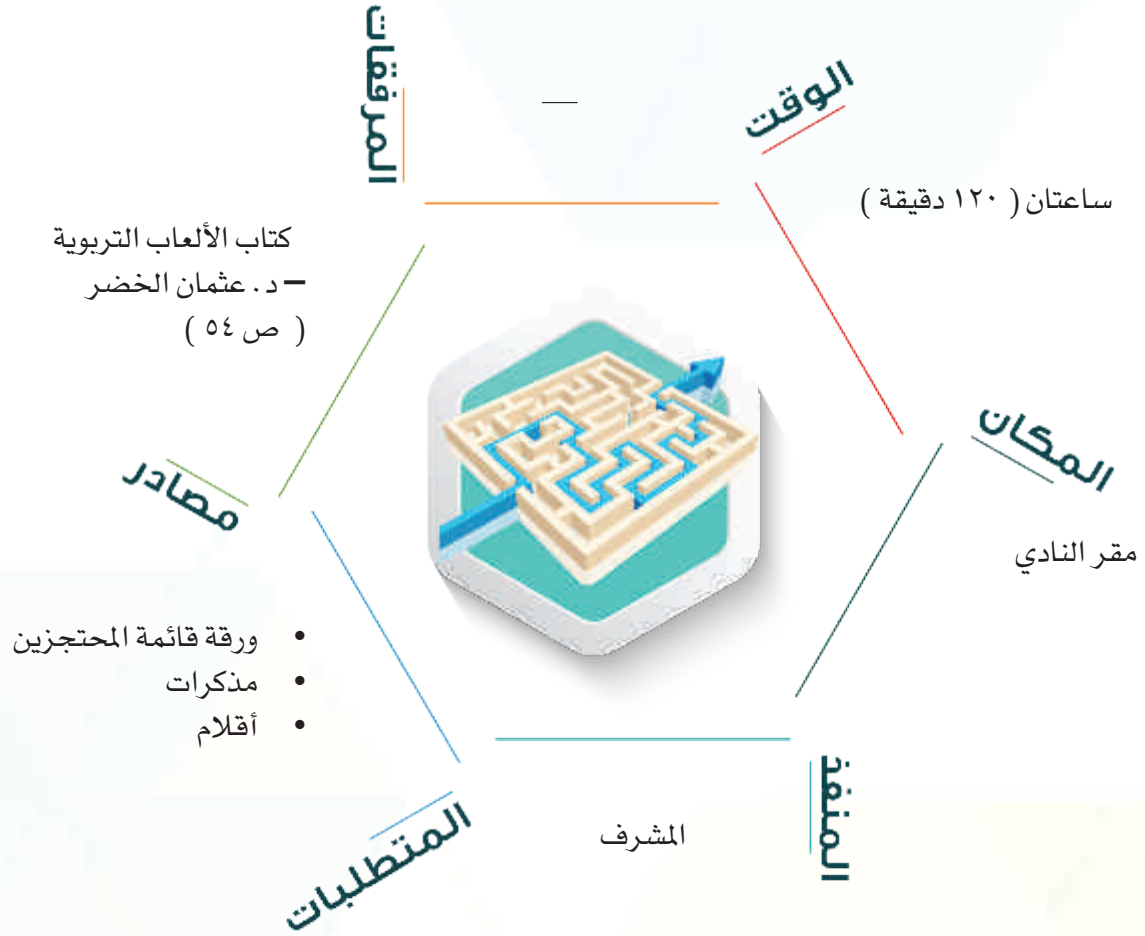 الوقت
ساعتان ( ١٢٠ دقيقة )
المكان
مقر النادي
المنفذ
المشرف
المتطلبات
• ورقة قائمة المحتجزين
• مذكرات
• أقلام
مصادر
كتاب الألعاب التربوية
– د. عثمان الخضر
( ص ٥٤ )
المرفقات
—